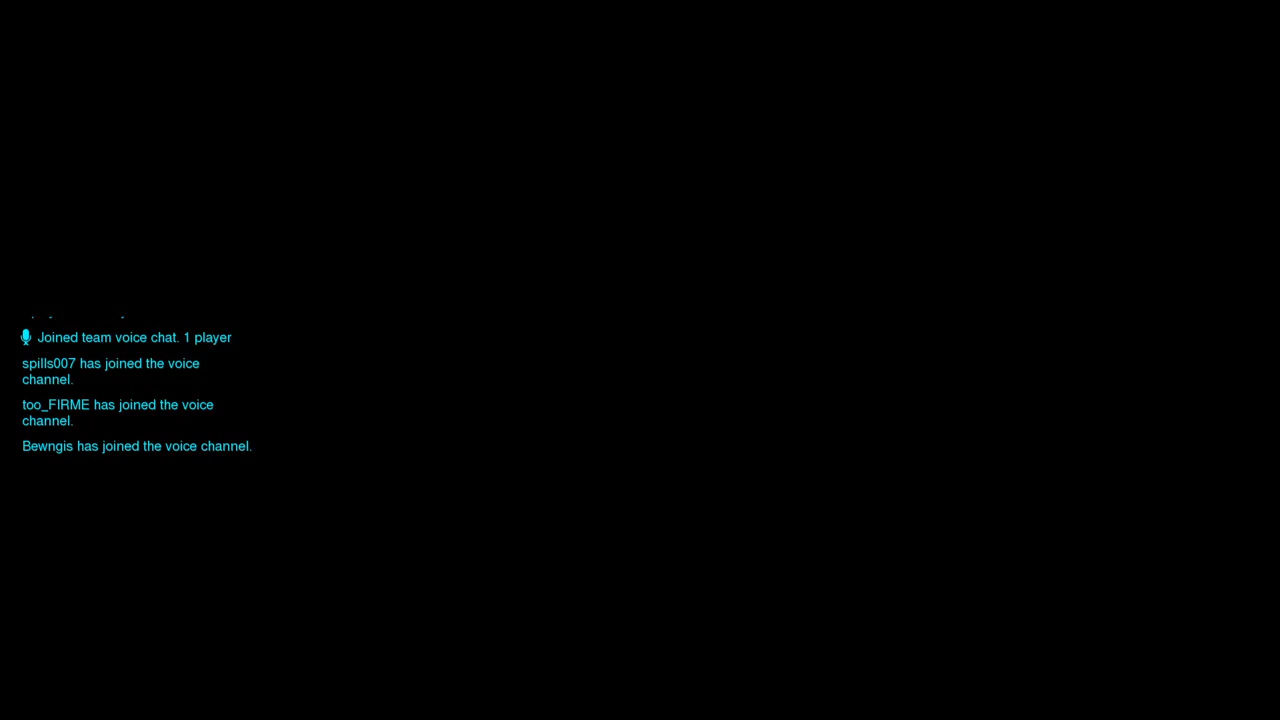 Joined team voice chat. 1 player
spills007 has joined the voice
channel.
too_FIRME has joined the voice
channel.
Bewngis has joined the voice channel.